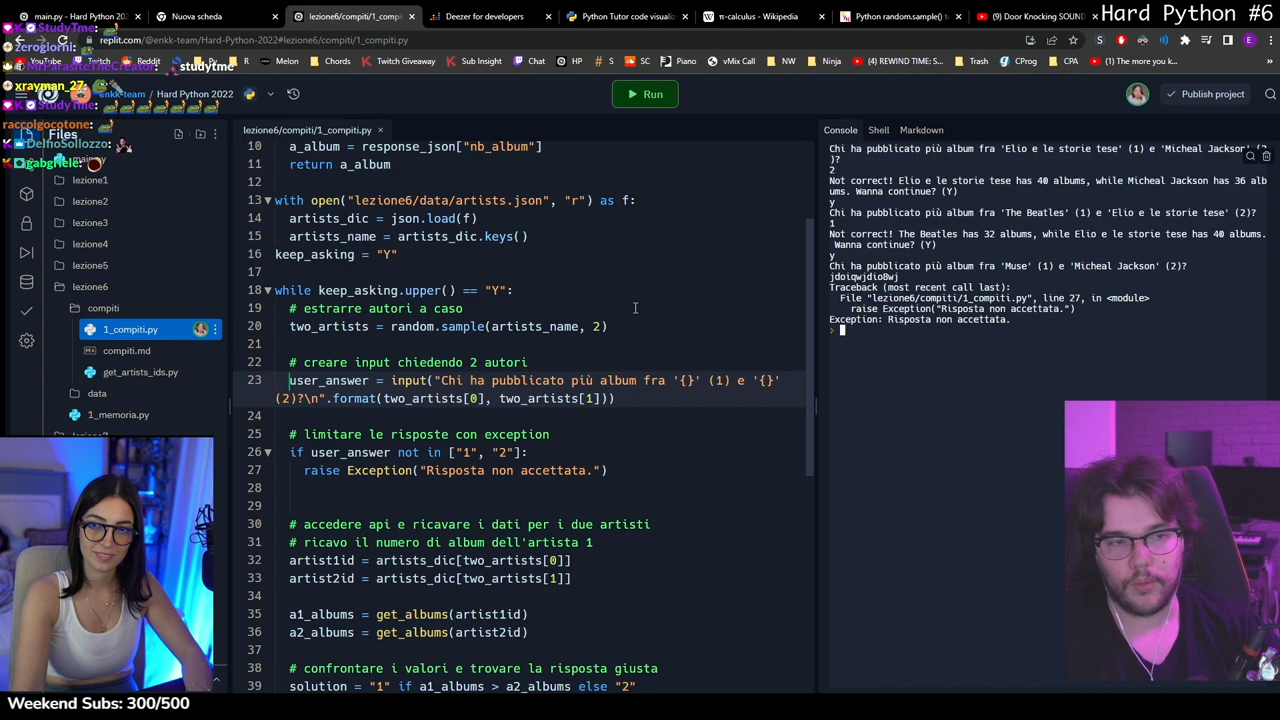 main.py - Hard Python 2022
Nuova scheda
lezione6/compiti/1_compiti.py
Deezer for developers
Python Tutor code visualiz
π-calculus - Wikipedia
Python random.sample() to
(9) Door Knocking SOUND
Hard Python #6
replit.com/@enkk-team/Hard-Python-2022#lezione6/compiti/1_compiti.py
YouTube
Twitch
R
Melon
Chords
Twitch Giveaway
Sub Insight
Chat
HP
S
SC
Piano
vMix Call
NW
Ninja
(4) REWIND TIME: S
Trash
CProg
CPA
(1) The more you k
StudyTme:
zerogiorni:
MrParasiteTheCreator: studytme
xrayman_27:
StudyTme:
raccolgocotone:
DelnoSollozzo:
gabghele:
enkk-team / Hard Python 2022
Run
Publish project
Files
main.py
lezione1
lezione2
lezione3
lezione4
lezione5
lezione6
compiti
1_compiti.py
compiti.md
get_artists_ids.py
data
1_memoria.py
lezione7
lezione6/compiti/1_compiti.py
10 a_album = response_json["nb_album"]
11 return a_album
12
13 with open("lezione6/data/artists.json", "r") as f:
14 artists_dic = json.load(f)
15 artists_name = artists_dic.keys()
16 keep_asking = "Y"
17
18 while keep_asking.upper() == "Y":
19 # estrarre autori a caso
20 two_artists = random.sample(artists_name, 2)
21
22 # creare input chiedendo 2 autori
23 user_answer = input("Chi ha pubblicato più album fra '{}' (1) e '{}'
(2)?\n".format(two_artists[0], two_artists[1]))
24
25 # limitare le risposte con exception
26 if user_answer not in ["1", "2"]:
27 raise Exception("Risposta non accettata.")
28
29
30 # accedere api e ricavare i dati per i due artisti
31 # ricavo il numero di album dell'artista 1
32 artist1id = artists_dic[two_artists[0]]
33 artist2id = artists_dic[two_artists[1]]
34
35 a1_albums = get_albums(artist1id)
36 a2_albums = get_albums(artist2id)
37
38 # confrontare i valori e trovare la risposta giusta
39 solution = "1" if a1_albums > a2_albums else "2"
Console
Shell
Markdown
Chi ha pubblicato più album fra 'Elio e le storie tese' (1) e 'Micheal Jackson' (2
)?
2
Not correct! Elio e le storie tese has 40 albums, while Micheal Jackson has 36 alb
ums. Wanna continue? (Y)
y
Chi ha pubblicato più album fra 'The Beatles' (1) e 'Elio e le storie tese' (2)?
1
Not correct! The Beatles has 32 albums, while Elio e le storie tese has 40 albums.
Wanna continue? (Y)
y
Chi ha pubblicato più album fra 'Muse' (1) e 'Micheal Jackson' (2)?
jdoiqwjdio8wj
Traceback (most recent call last):
File "lezione6/compiti/1_compiti.py", line 27, in <module>
raise Exception("Risposta non accettata.")
Exception: Risposta non accettata.
Weekend Subs: 300/500